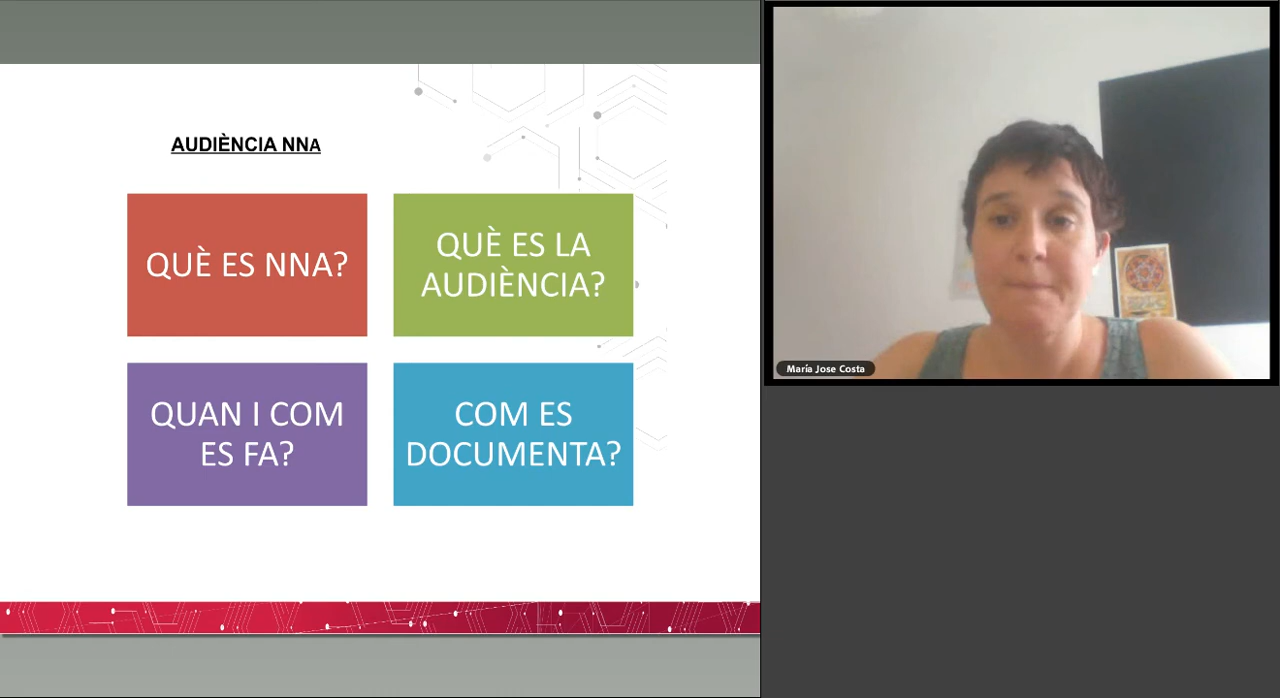 AUDIÈNCIA NNA
QUÈ ES NNA?
QUÈ ES LA
AUDIÈNCIA?
QUAN I COM
ES FA?
COM ES
DOCUMENTA?
María Jose Costa